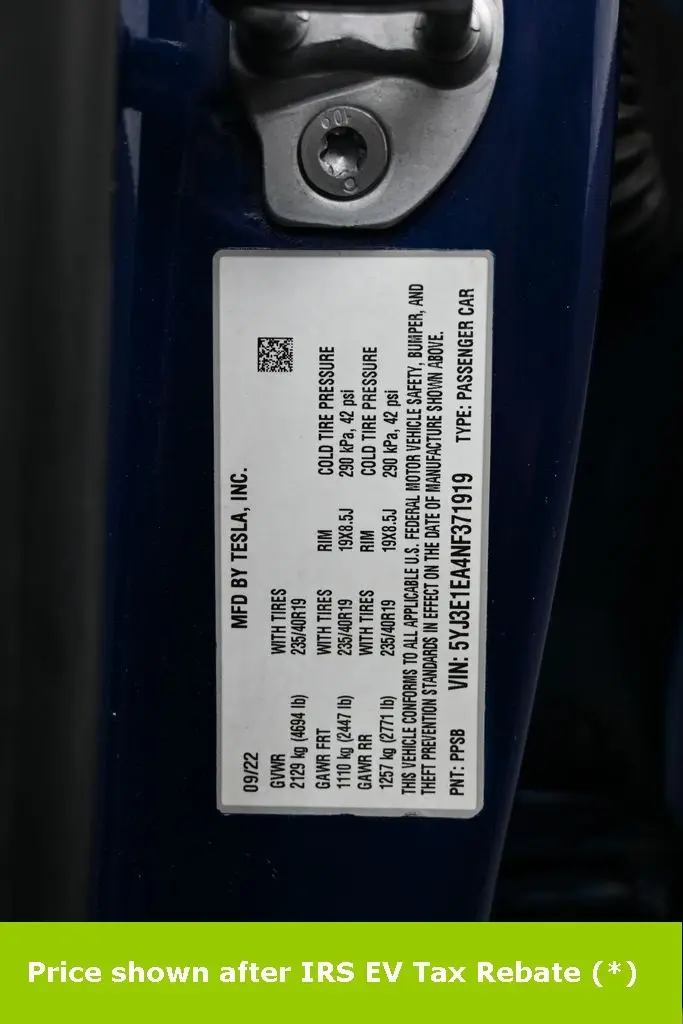 09/22 MFD BY TESLA, INC.
GVWR WITH TIRES
2129 kg (4694 lb) 235/40R19
GAWR FRT WITH TIRES RIM COLD TIRE PRESSURE
1110 kg (2447 lb) 235/40R19 19X8.5J 290 kPa, 42 psi
GAWR RR WITH TIRES RIM COLD TIRE PRESSURE
1257 kg (2771 lb) 235/40R19 19X8.5J 290 kPa, 42 psi
THIS VEHICLE CONFORMS TO ALL APPLICABLE U.S. FEDERAL MOTOR VEHICLE SAFETY, BUMPER, AND
THEFT PREVENTION STANDARDS IN EFFECT ON THE DATE OF MANUFACTURE SHOWN ABOVE.
PNT: PPSB VIN: 5YJ3E1EA4NF371919 TYPE: PASSENGER CAR
Price shown after IRS EV Tax Rebate (*)